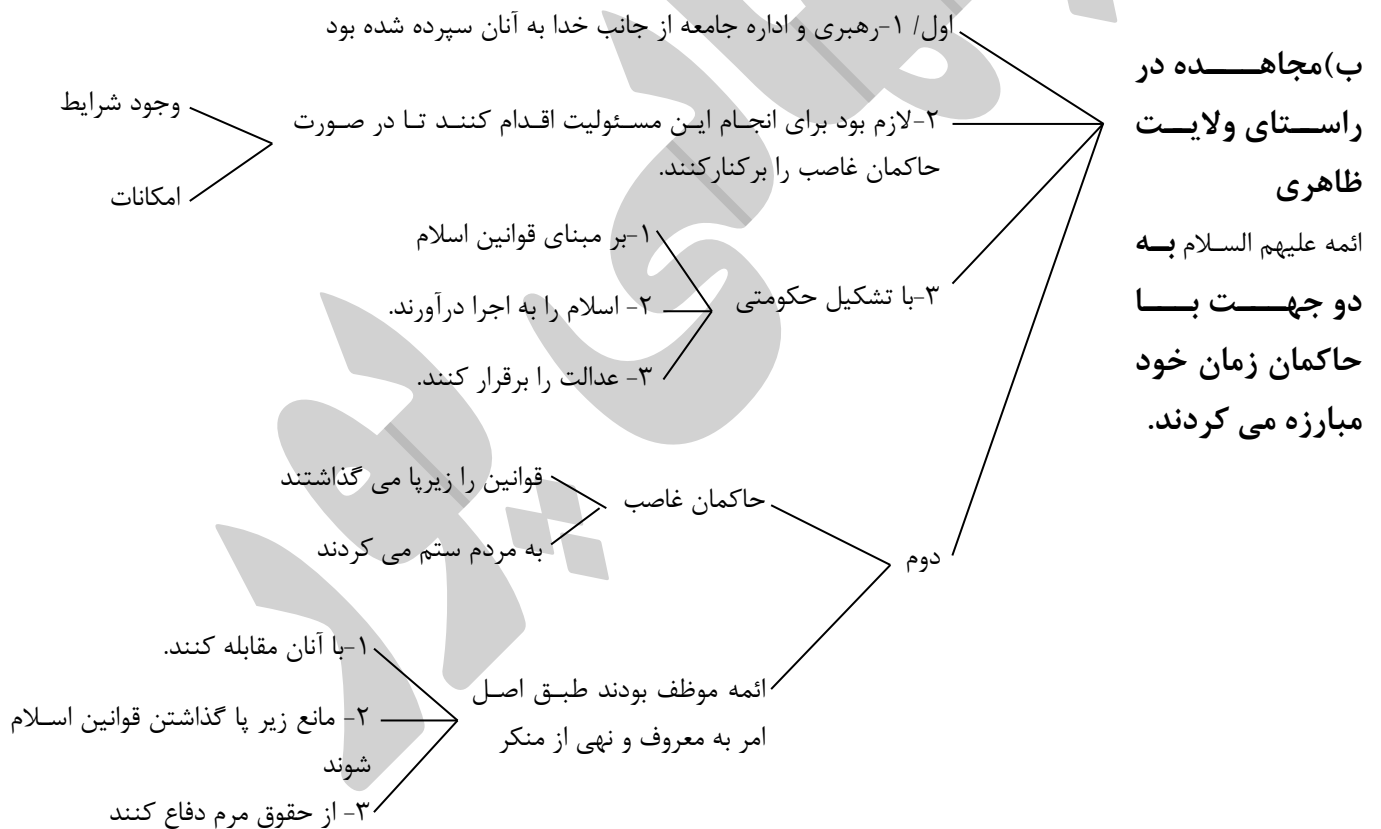 ب)مجاهده در
راستای ولایت
ظاهری
ائمه علیهم السلام به
دو جهت با
حاکمان زمان خود
مبارزه می کردند.
اول/ ۱-رهبری و اداره جامعه از جانب خدا به آنان سپرده شده بود
۲-لازم بود برای انجام این مسئولیت اقدام کنند تا در صورت
حاکمان غاصب را برکنارکنند.
وجود شرایط
امکانات
۳-با تشکیل حکومتی
۱-بر مبنای قوانین اسلام
۲- اسلام را به اجرا درآورند.
۳- عدالت را برقرار کنند.
دوم
حاکمان غاصب
قوانین را زیرپا می گذاشتند
به مردم ستم می کردند
ائمه موظف بودند طبق اصل
امر به معروف و نهی از منکر
۱-با آنان مقابله کنند.
۲- مانع زیر پا گذاشتن قوانین اسلام
شوند
۳- از حقوق مرم دفاع کنند